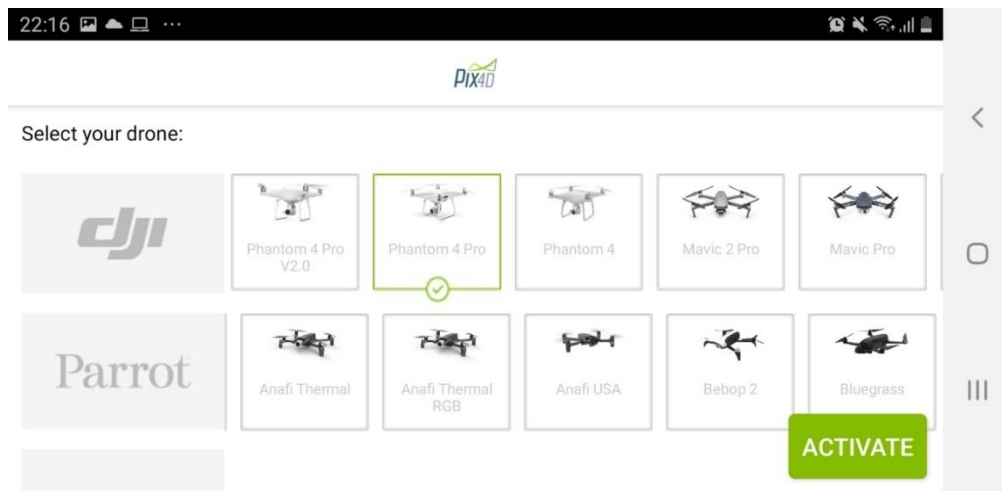 22:16
PIX4D
Select your drone:
dji
Phantom 4 Pro
V2.0
Phantom 4 Pro
Phantom 4
Mavic 2 Pro
Mavic Pro
Parrot
Anafi Thermal
Anafi Thermal
RGB
Anafi USA
Bebop 2
Bluegrass
ACTIVATE